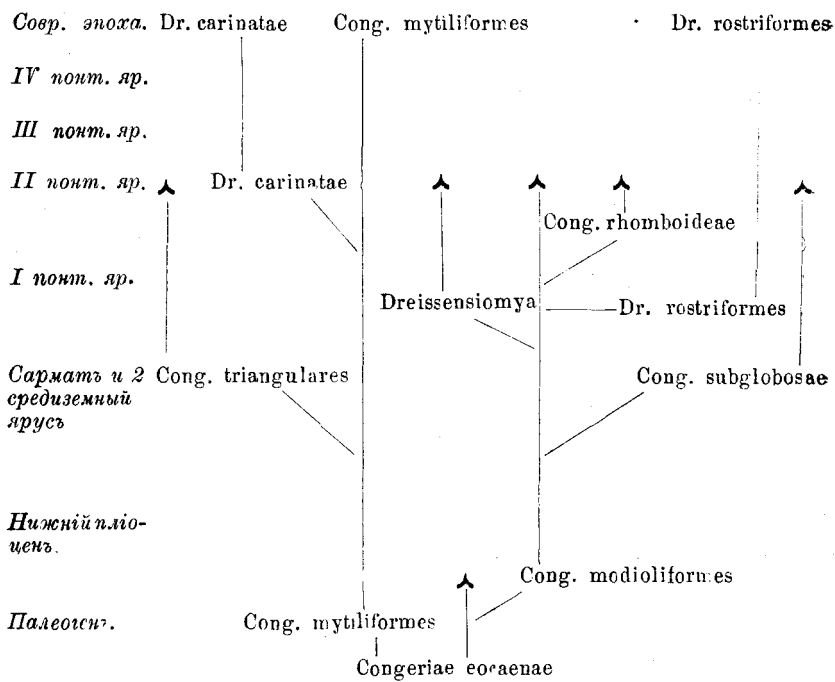 Совр. эпоха. Dr. carinatae Cong. mytiliformes Dr. rostriformes
IV понт. яр.
III понт. яр.
II понт. яр. Dr. carinatae
Cong. rhomboideae
I понт. яр.
Dreissensiomya Dr. rostriformes
Сарматъ и 2 Cong. triangulares Cong. subglobosae
средиземный
ярусъ
Нижній пліо-
ценъ.
Cong. modioliformes
Палеогенъ. Cong. mytiliformes
Congeriae eocaenae